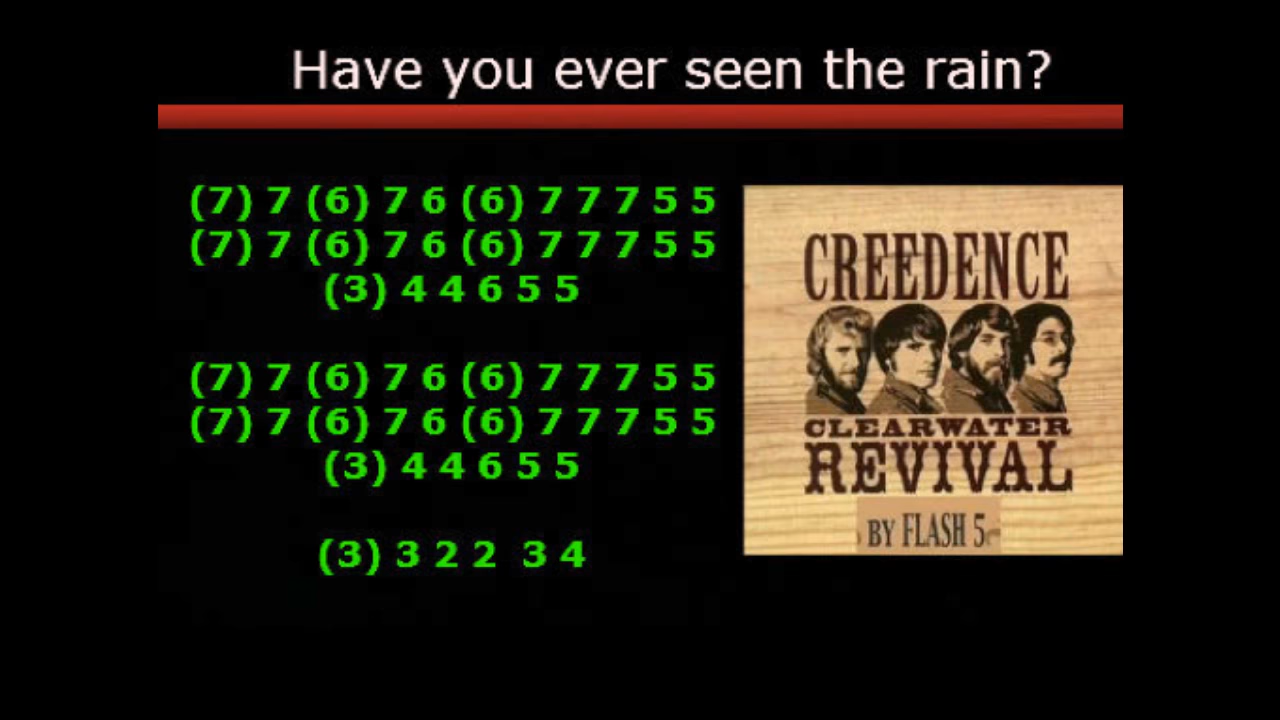 Have you ever seen the rain?
(7) 7 (6) 7 6 (6) 7 7 7 5 5
(7) 7 (6) 7 6 (6) 7 7 7 5 5
(3) 4 4 6 5 5
(7) 7 (6) 7 6 (6) 7 7 7 5 5
(7) 7 (6) 7 6 (6) 7 7 7 5 5
(3) 4 4 6 5 5
(3) 3 2 2 3 4
CREEDENCE
CLEARWATER
REVIVAL
BY FLASH 5